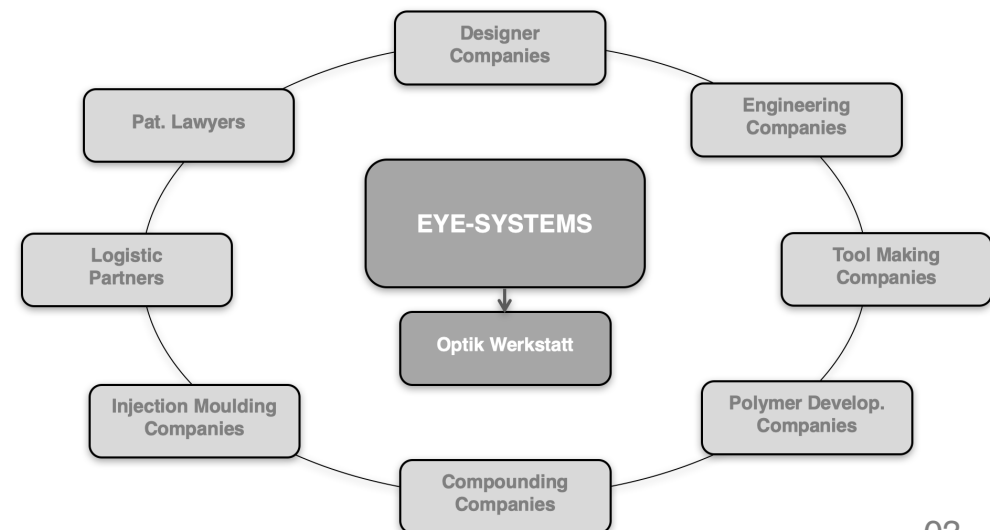 Designer
Companies
Pat. Lawyers
Engineering
Companies
EYE-SYSTEMS
Logistic
Partners
Tool Making
Companies
Optik Werkstatt
Injection Moulding
Companies
Polymer Develop.
Companies
Compounding
Companies